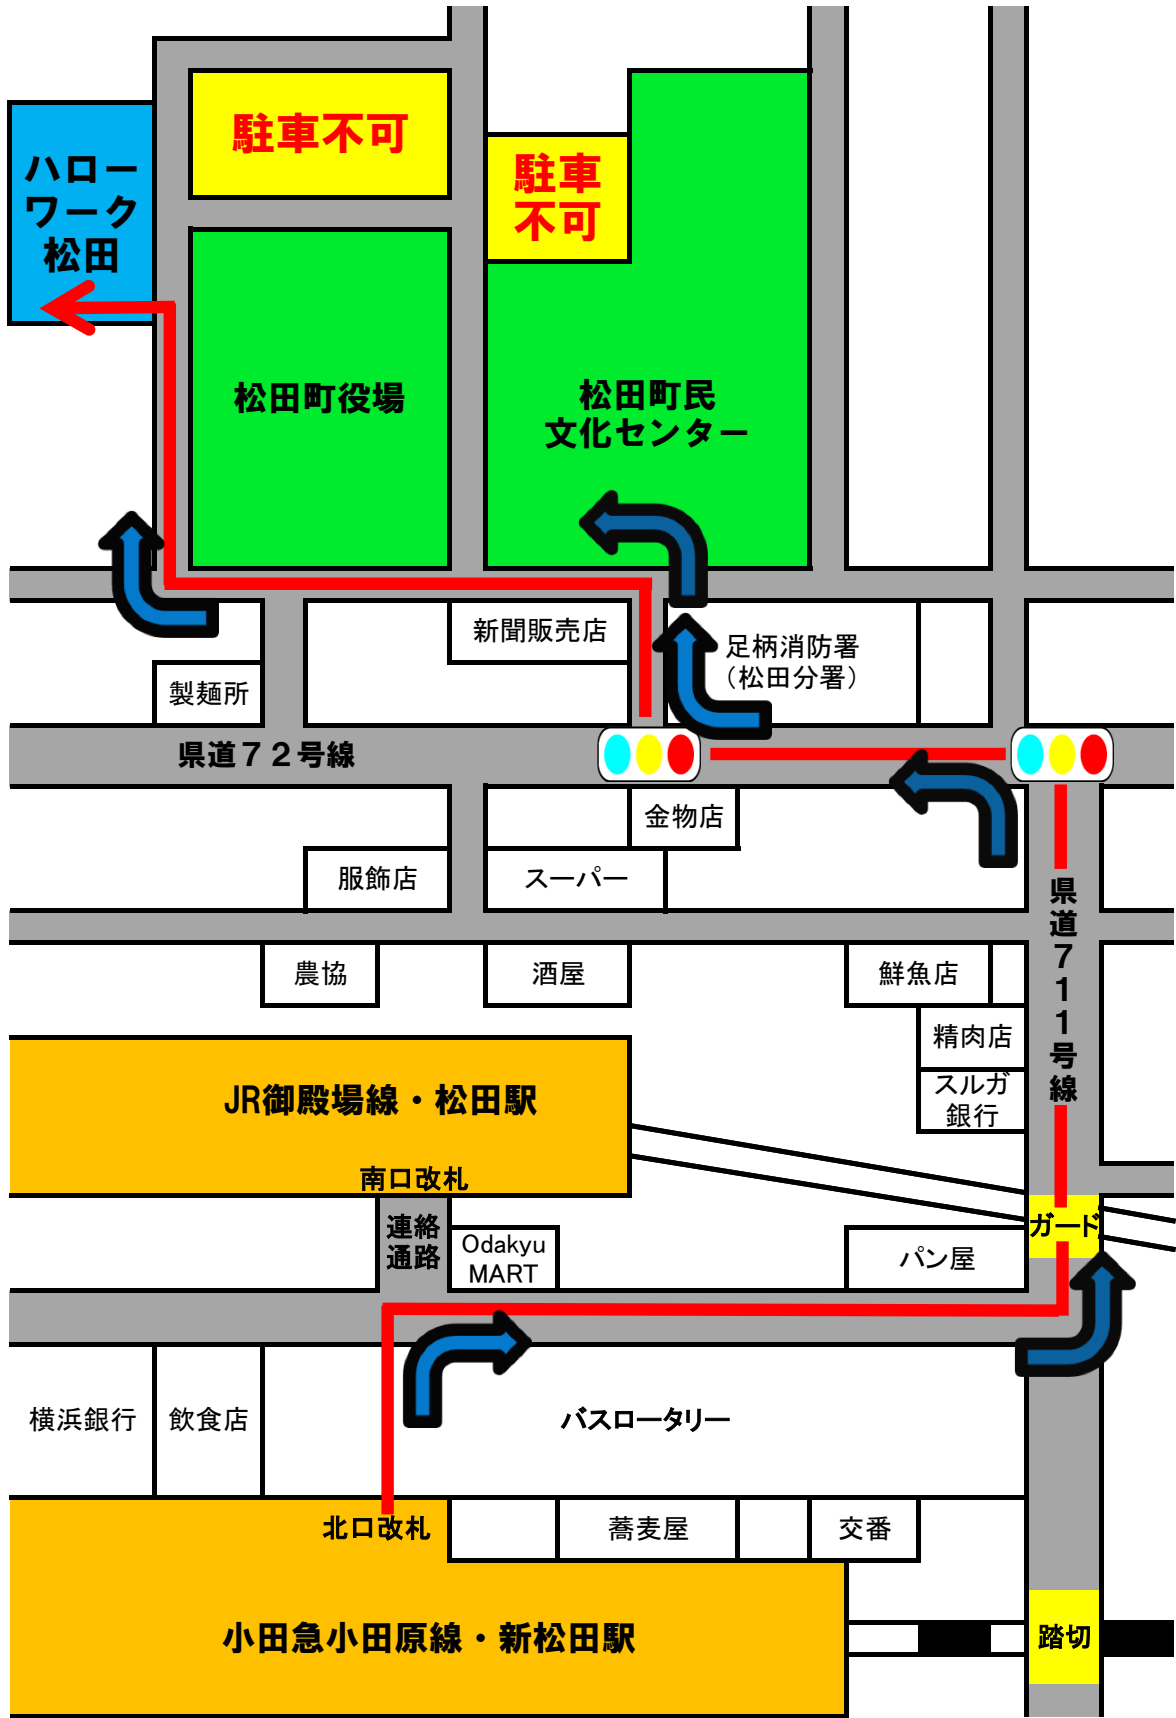 駐車不可
駐車
不可
ハロー
ワーク
松田
松田町役場
松田町民
文化センター
新聞販売店
足柄消防署
（松田分署）
製麺所
県道７２号線
金物店
服飾店
スーパー
県道７１１号線
農協
酒屋
鮮魚店
精肉店
スルガ
銀行
JR御殿場線・松田駅
南口改札
連絡
通路
Odakyu
MART
パン屋
ガード
横浜銀行
飲食店
バスロータリー
北口改札
蕎麦屋
交番
小田急小田原線・新松田駅
踏切